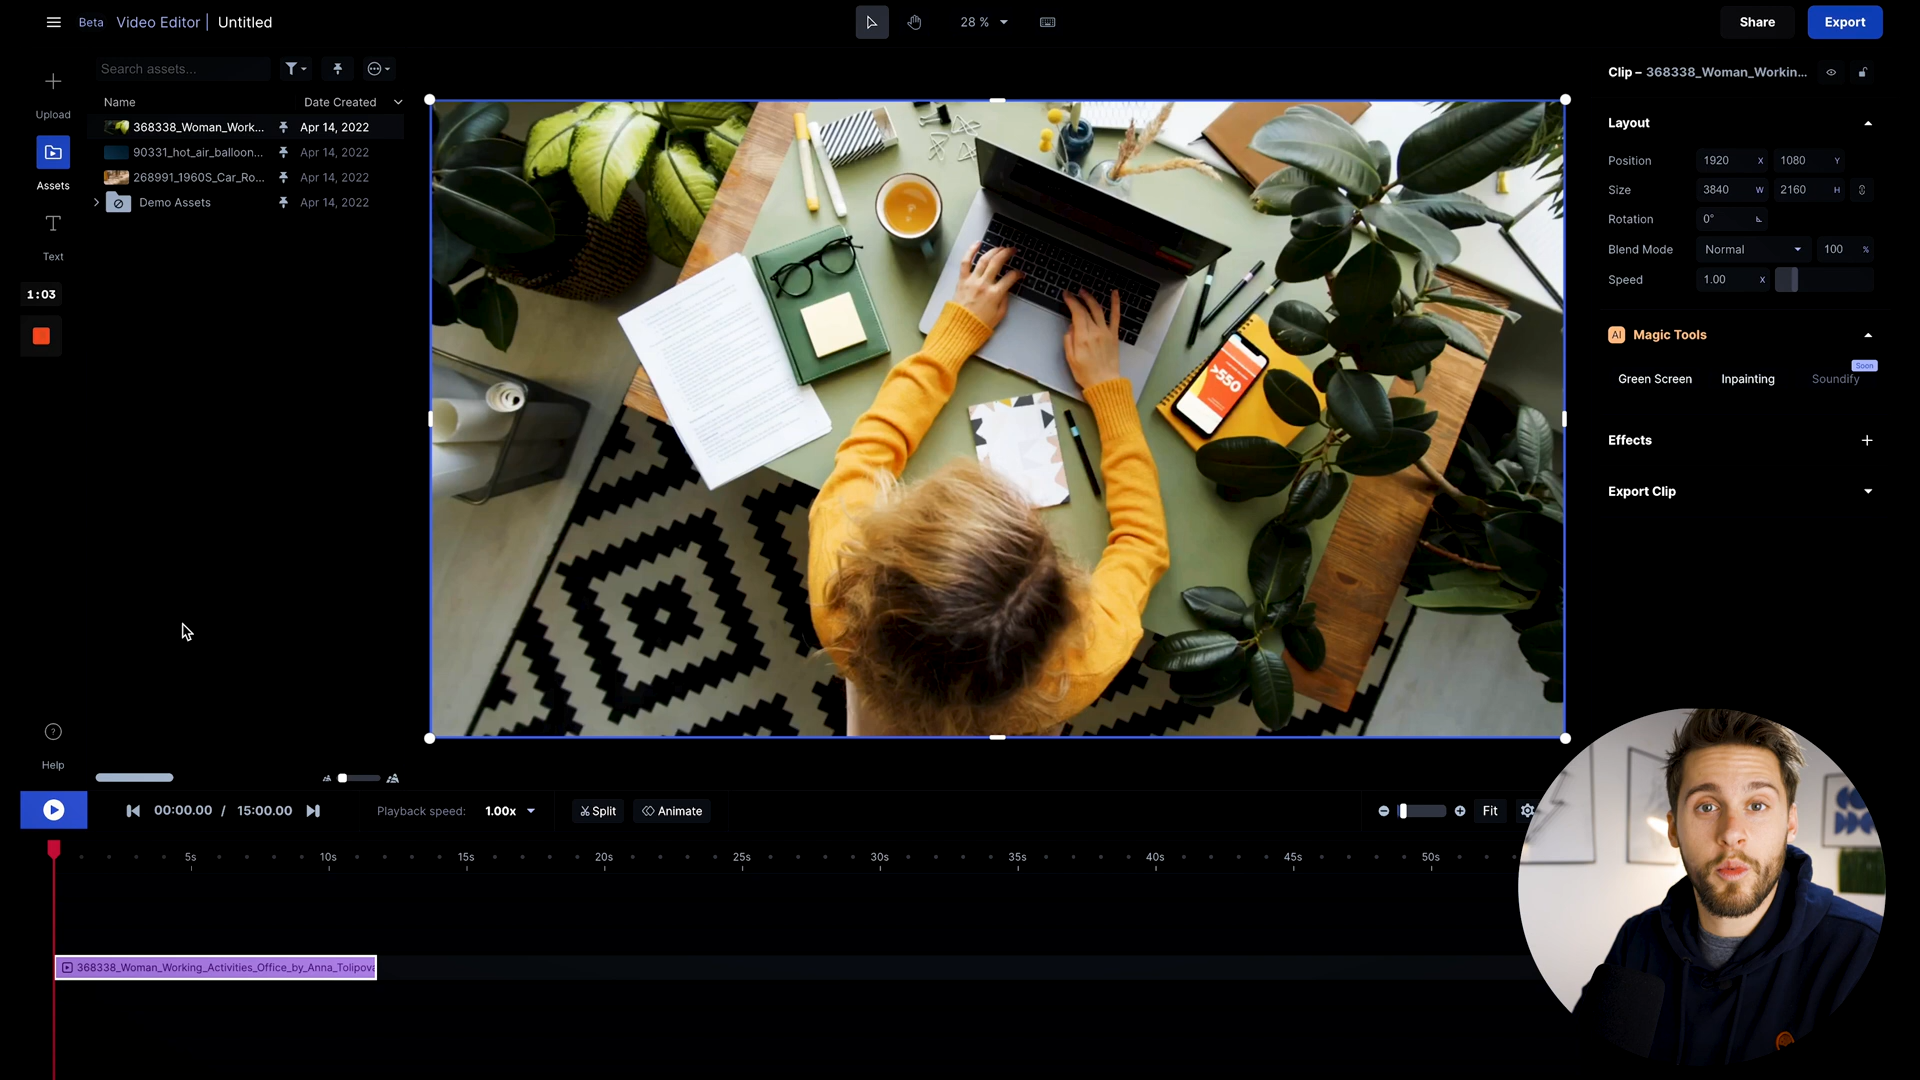 Beta Video Editor | Untitled
28 %
Share
Export
Search assets...
Upload
Assets
Text
1:03
Help
Name
Date Created
368338_Woman_Work...
Apr 14, 2022
90331_hot_air_balloon...
Apr 14, 2022
268991_1960S_Car_Ro...
Apr 14, 2022
Demo Assets
Apr 14, 2022
>550
Clip – 368338_Woman_Workin...
Layout
Position 1920 X 1080 Y
Size 3840 W 2160 H
Rotation 0°
Blend Mode Normal 100 %
Speed 1.00 X
AI Magic Tools
Soon
Green Screen Inpainting Soundify
Effects
Export Clip
00:00.00 / 15:00.00
Playback speed: 1.00x
Split
Animate
Fit
5s 10s 15s 20s 25s 30s 35s 40s 45s 50s
368338_Woman_Working_Activities_Office_by_Anna_Tolipova